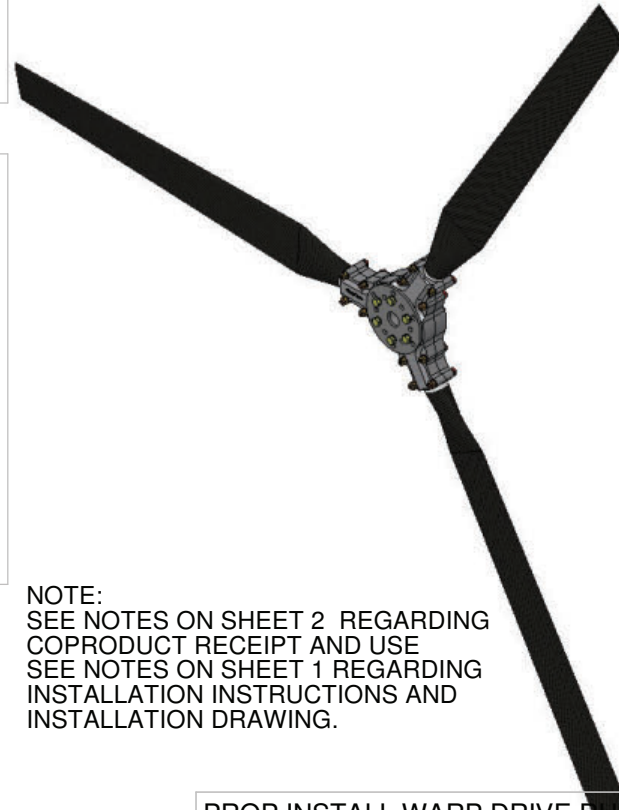 NOTE:
SEE NOTES ON SHEET 2 REGARDING
COPRODUCT RECEIPT AND USE
SEE NOTES ON SHEET 1 REGARDING
INSTALLATION INSTRUCTIONS AND
INSTALLATION DRAWING.
PROP INSTALL WARP DRIVE